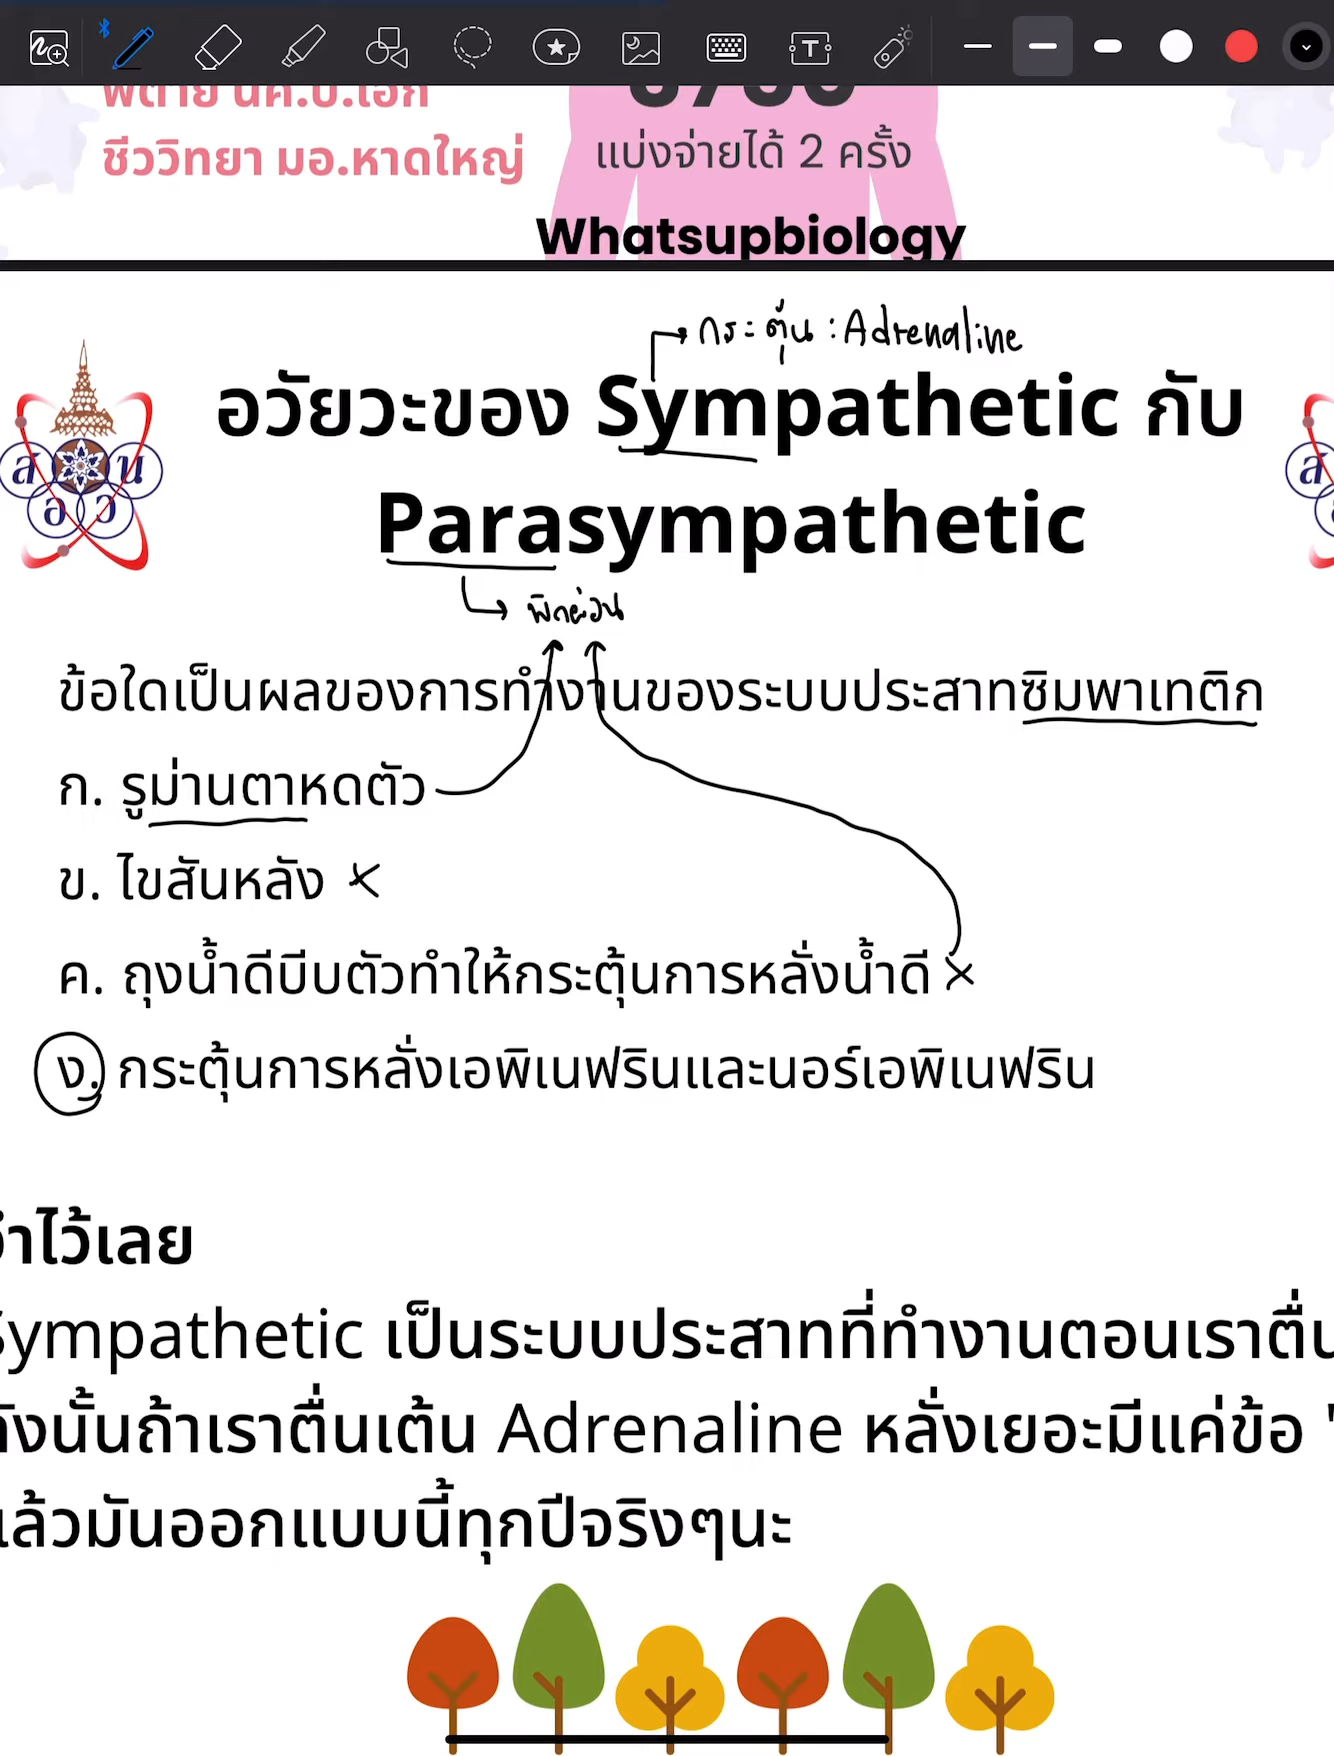 ชีววิทยา มอ.หาดใหญ่
แบ่งจ่ายได้ 2 ครั้ง
Whatsupbiology
กระตุ้น : Adrenaline
อวัยวะของ Sympathetic กับ
Parasympathetic
สอวน
พักผ่อน
ข้อใดเป็นผลของการทำงานของระบบประสาทซิมพาเทติก
ก. รูม่านตาหดตัว
ข. ไขสันหลัง ×
ค. ถุงน้ำดีบีบตัวทำให้กระตุ้นการหลั่งน้ำดี ×
ง. กระตุ้นการหลั่งเอพิเนฟรินและนอร์เอพิเนฟริน
จำไว้เลย
Sympathetic เป็นระบบประสาทที่ทำงานตอนเราตื่น
ดังนั้นถ้าเราตื่นเต้น Adrenaline หลั่งเยอะมีแค่ข้อ "
แล้วมันออกแบบนี้ทุกปีจริงๆนะ